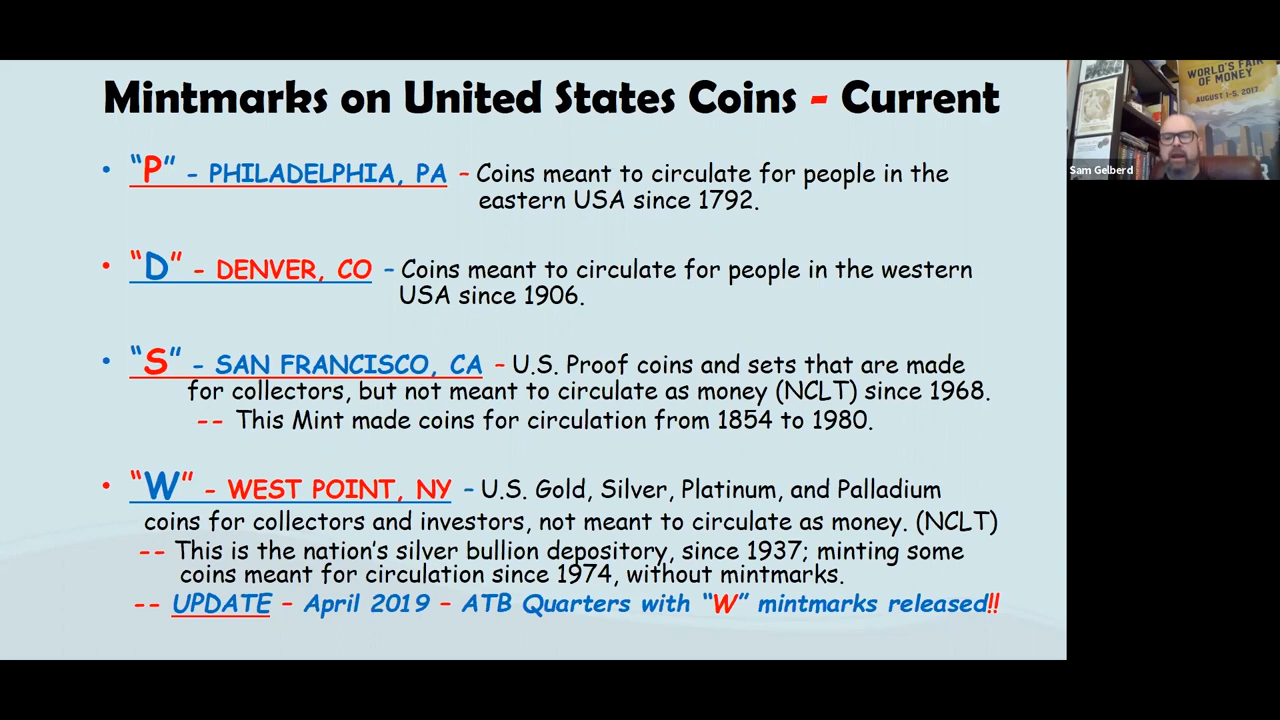 Mintmarks on United States Coins - Current
• “P” - PHILADELPHIA, PA – Coins meant to circulate for people in the
eastern USA since 1792.
• “D” - DENVER, CO – Coins meant to circulate for people in the western
USA since 1906.
• “S” - SAN FRANCISCO, CA – U.S. Proof coins and sets that are made
for collectors, but not meant to circulate as money (NCLT) since 1968.
-- This Mint made coins for circulation from 1854 to 1980.
• “W” - WEST POINT, NY – U.S. Gold, Silver, Platinum, and Palladium
coins for collectors and investors, not meant to circulate as money. (NCLT)
-- This is the nation’s silver bullion depository, since 1937; minting some
coins meant for circulation since 1974, without mintmarks.
-- UPDATE – April 2019 – ATB Quarters with “W” mintmarks released!!
WORLD'S FAIR
OF MONEY
AUGUST 1-5, 2017
Sam Gelberd